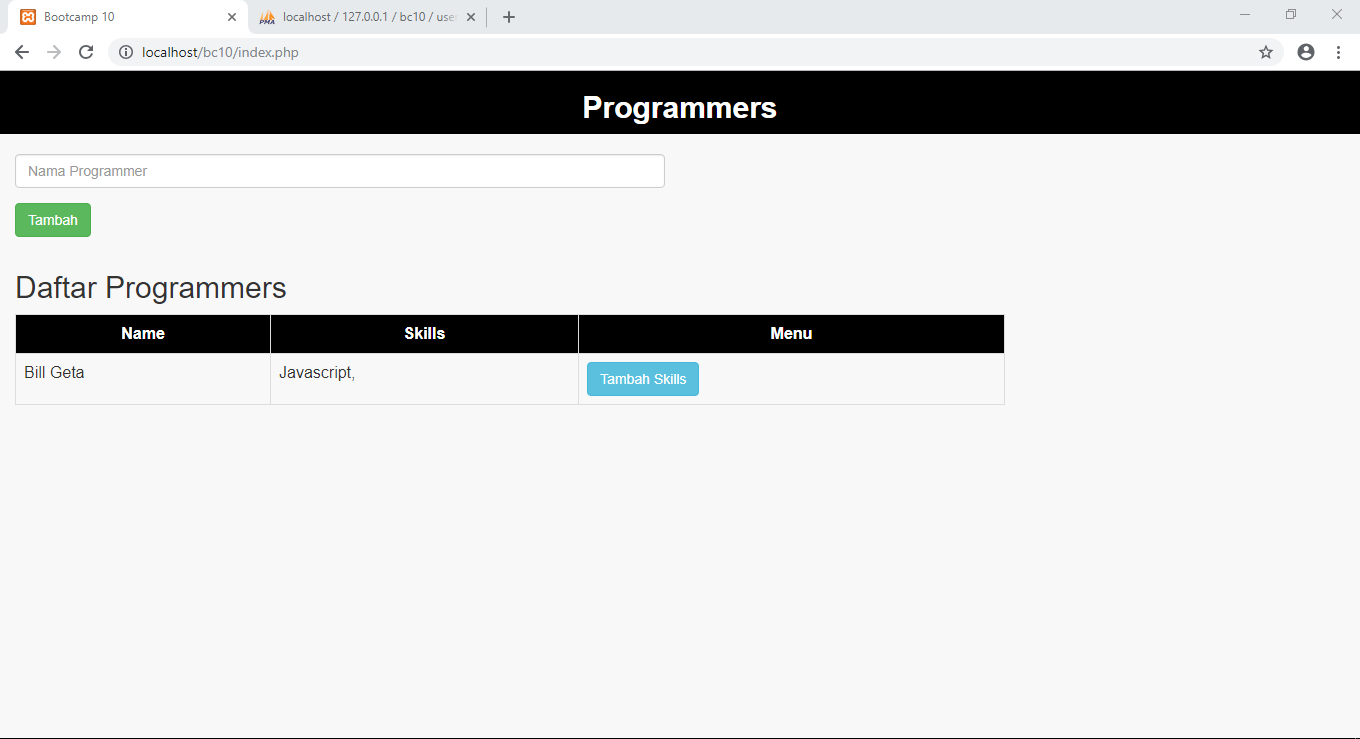 Bootcamp 10
PMA
localhost / 127.0.0.1 / bc10 / use
localhost/bc10/index.php
Programmers
Nama Programmer
Tambah
Daftar Programmers
Name Skills Menu
Bill Geta Javascript, Tambah Skills